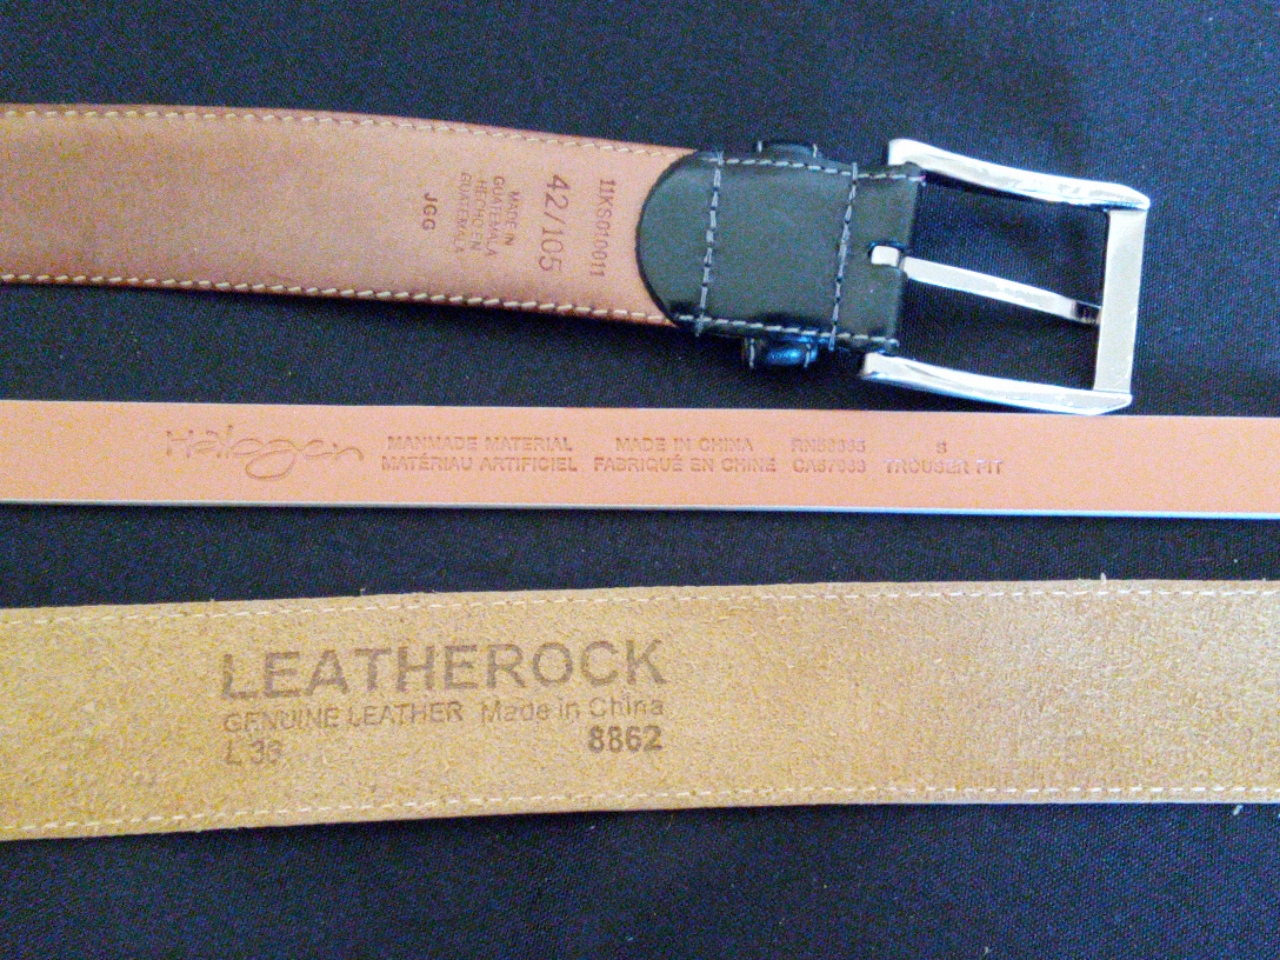 11KS010011
42/105
MADE IN
GUATEMALA
HECHO EN
GUATEMALA
JGG
Halogen
MANMADE MATERIAL MADE IN CHINA S
MATÉRIAU ARTIFICIEL FABRIQUÉ EN CHINE TROUSER FIT
LEATHEROCK
GENUINE LEATHER Made in China
L 36 8862